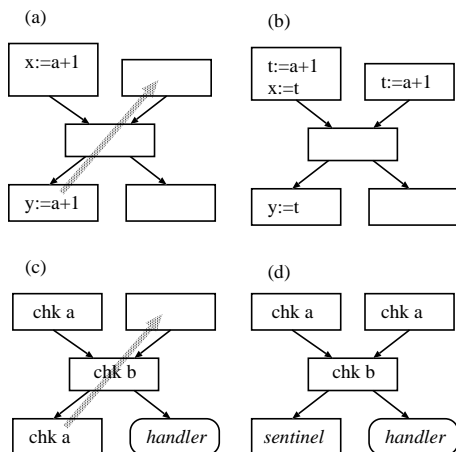 (a)
(b)
x:=a+1
t:=a+1
x:=t
t:=a+1
y:=a+1
y:=t
(c)
(d)
chk a
chk a
chk a
chk b
chk b
chk a
handler
sentinel
handler